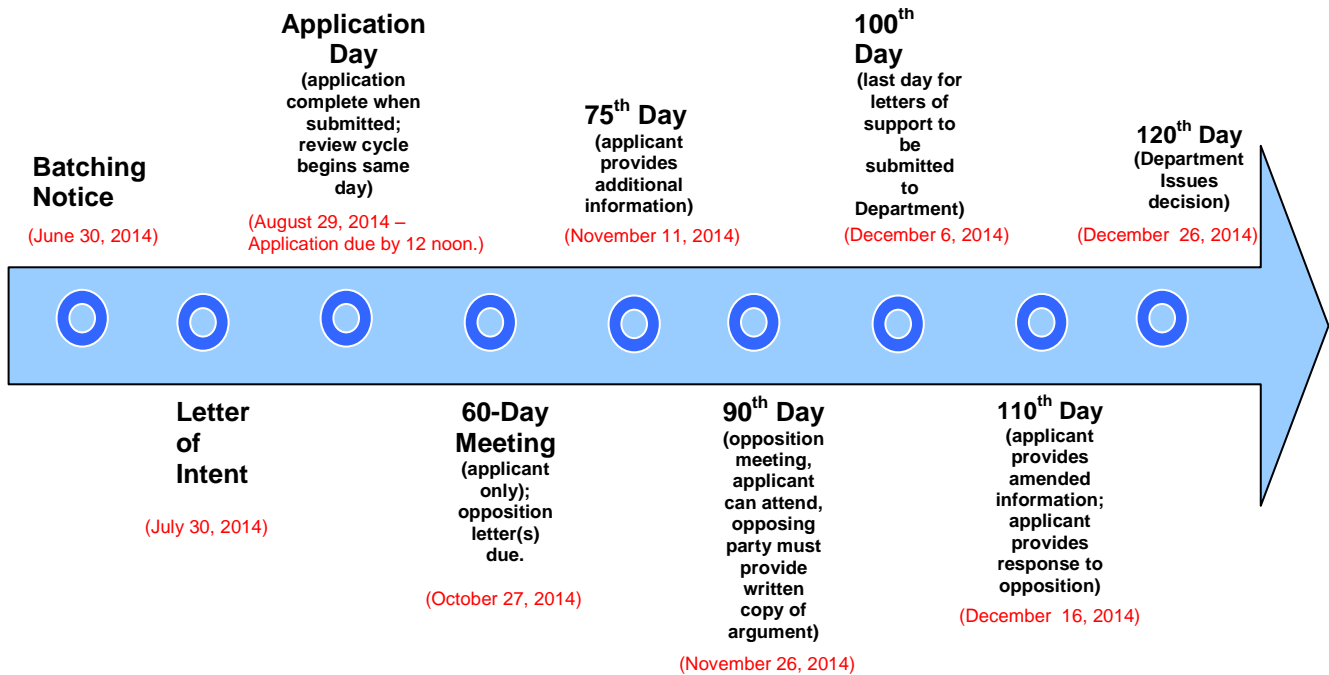 Batching
Notice
(June 30, 2014)
Letter
of
Intent
(July 30, 2014)
Application
Day
(application
complete when
submitted;
review cycle
begins same
day)
(August 29, 2014 –
Application due by 12 noon.)
60-Day
Meeting
(applicant
only);
opposition
letter(s)
due.
(October 27, 2014)
75th Day
(applicant
provides
additional
information)
(November 11, 2014)
90th Day
(opposition
meeting,
applicant
can attend,
opposing
party must
provide
written
copy of
argument)
(November 26, 2014)
100th
Day
(last day for
letters of
support to
be
submitted
to
Department)
(December 6, 2014)
110th Day
(applicant
provides
amended
information;
applicant
provides
response to
opposition)
(December 16, 2014)
120th Day
(Department
Issues
decision)
(December 26, 2014)